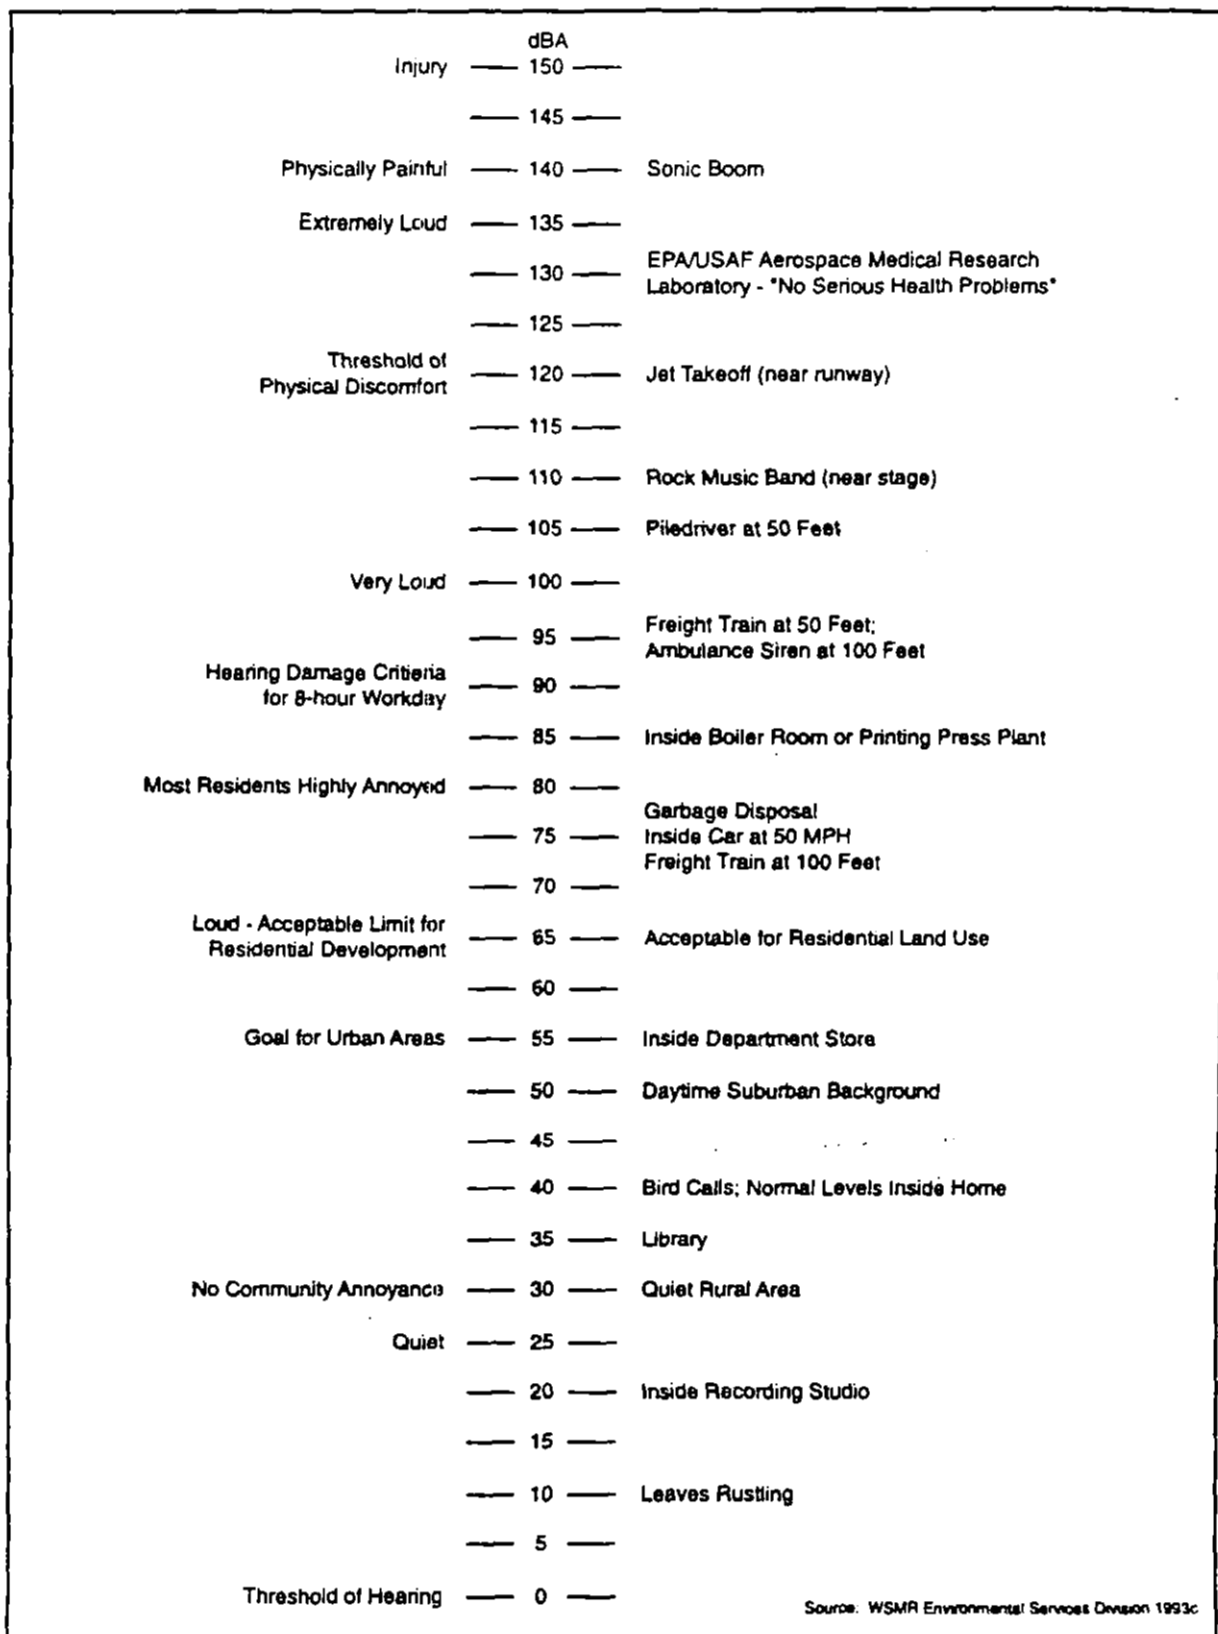 dBA
Injury 150
145
Physically Painful 140 Sonic Boom
Extremely Loud 135
130 EPA/USAF Aerospace Medical Research
Laboratory - "No Serious Health Problems"
125
Threshold of
Physical Discomfort 120 Jet Takeoff (near runway)
115
110 Rock Music Band (near stage)
105 Piledriver at 50 Feet
Very Loud 100
95 Freight Train at 50 Feet;
Ambulance Siren at 100 Feet
Hearing Damage Criteria
for 8-hour Workday 90
85 Inside Boiler Room or Printing Press Plant
Most Residents Highly Annoyed 80
Garbage Disposal
75 Inside Car at 50 MPH
Freight Train at 100 Feet
70
Loud - Acceptable Limit for
Residential Development 65 Acceptable for Residential Land Use
60
Goal for Urban Areas 55 Inside Department Store
50 Daytime Suburban Background
45
40 Bird Calls; Normal Levels Inside Home
35 Library
No Community Annoyance 30 Quiet Rural Area
Quiet 25
20 Inside Recording Studio
15
10 Leaves Rustling
5
Threshold of Hearing 0
Source: WSMR Environmental Services Division 1993c